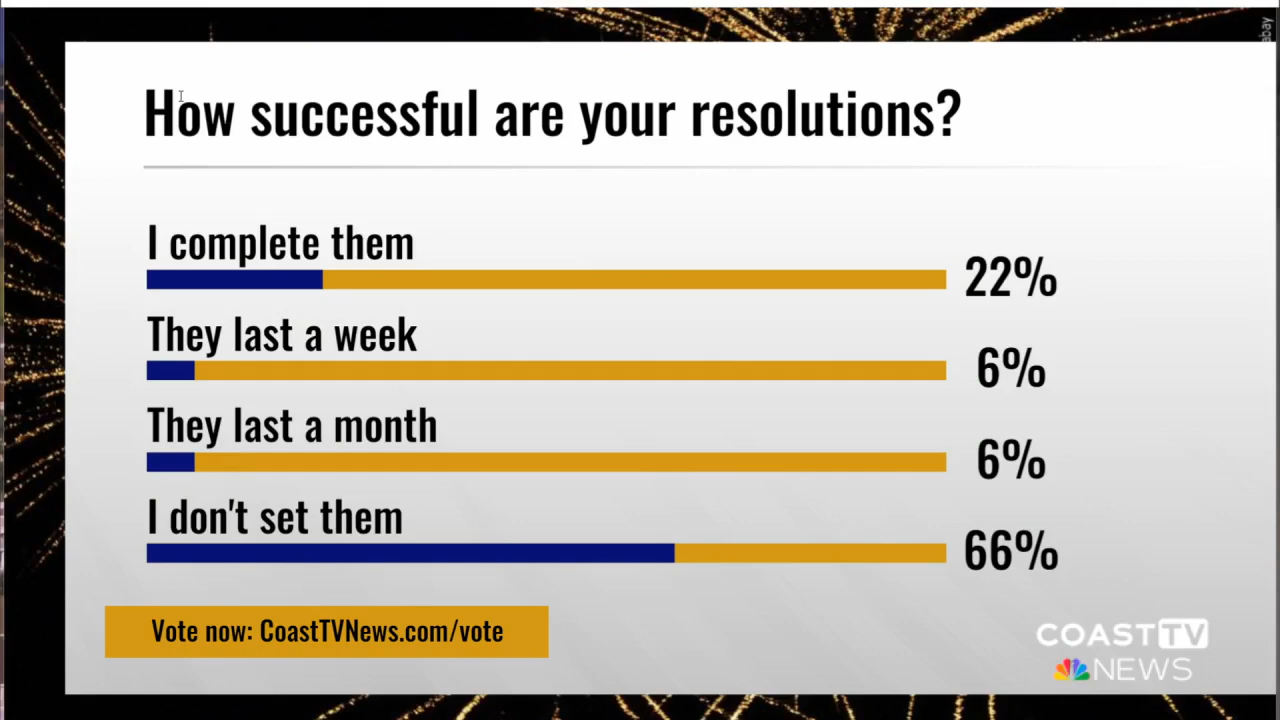 How successful are your resolutions?
I complete them
22%
They last a week
6%
They last a month
6%
I don't set them
66%
Vote now: CoastTVNews.com/vote
COAST TV
NEWS